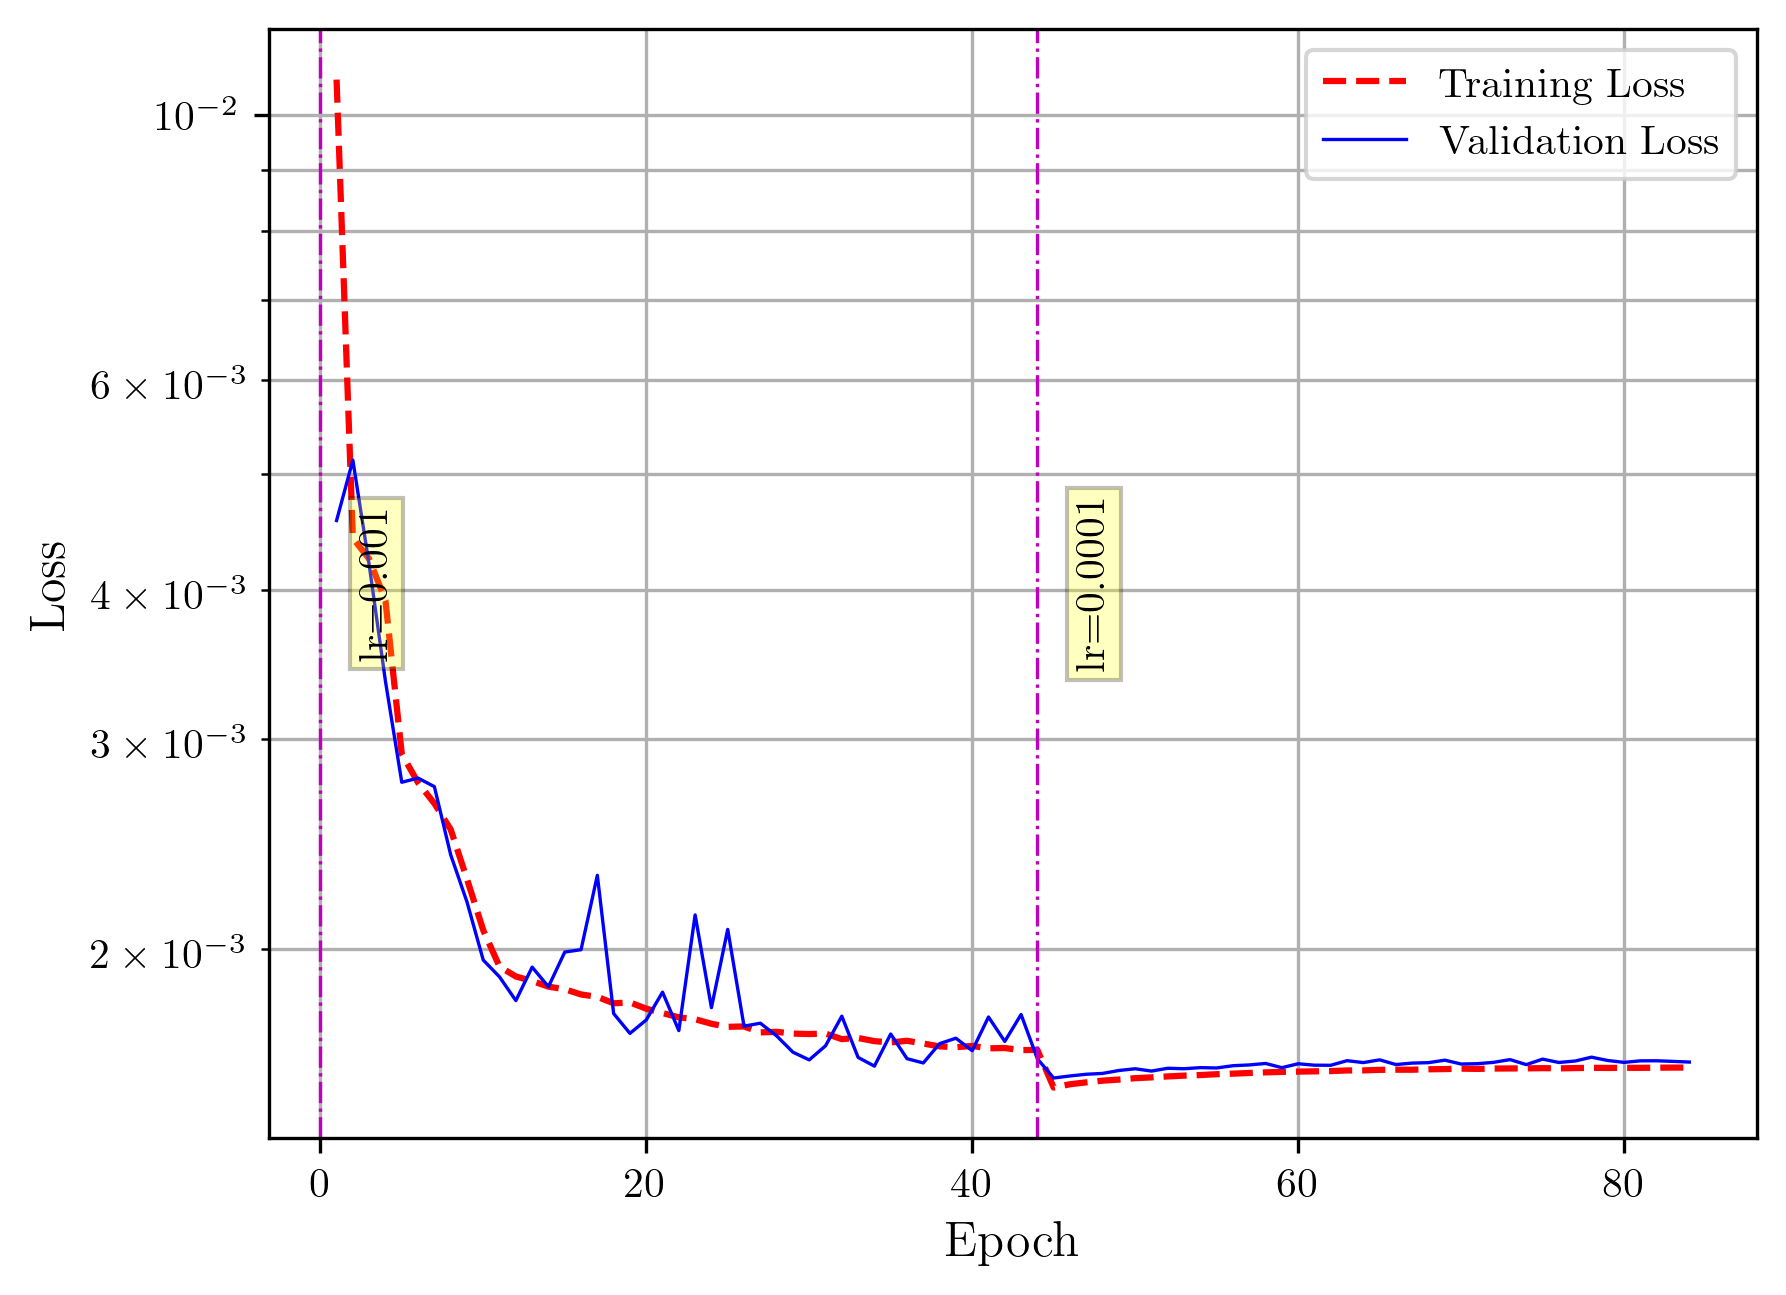 Training Loss
Validation Loss
10⁻²
6 × 10⁻³
4 × 10⁻³
3 × 10⁻³
2 × 10⁻³
Loss
lr=0.001
lr=0.0001
0 20 40 60 80
Epoch